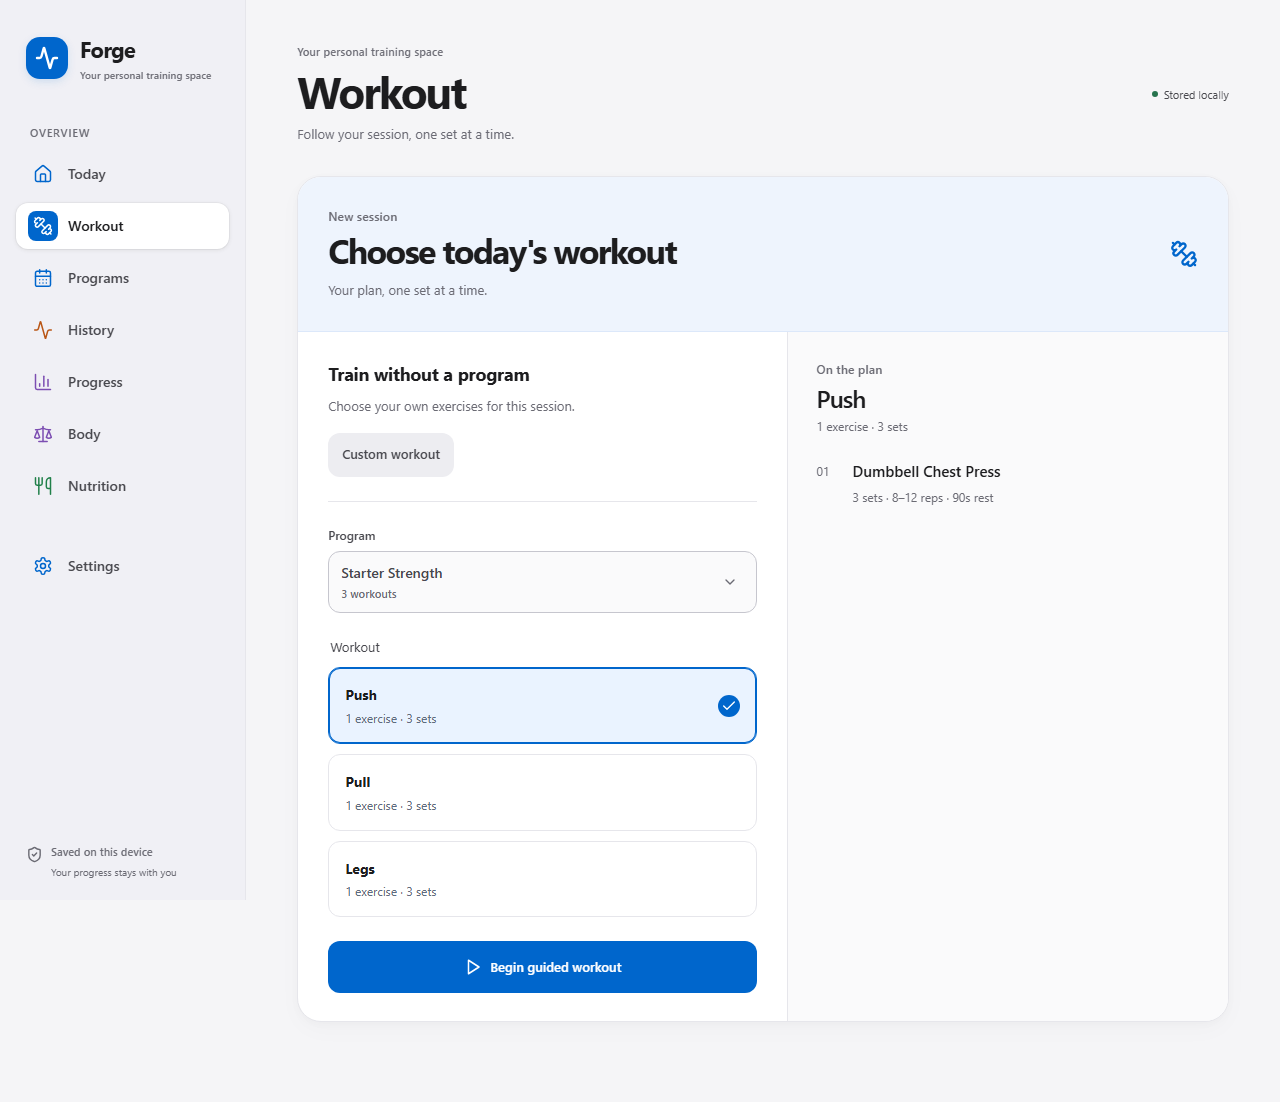 Forge
Your personal training space
OVERVIEW
Today
Workout
Programs
History
Progress
Body
Nutrition
Settings
Saved on this device
Your progress stays with you
Your personal training space
Workout
Follow your session, one set at a time.
Stored locally
New session
Choose today's workout
Your plan, one set at a time.
Train without a program
Choose your own exercises for this session.
Custom workout
Program
Starter Strength
3 workouts
Workout
Push
1 exercise · 3 sets
Pull
1 exercise · 3 sets
Legs
1 exercise · 3 sets
Begin guided workout
On the plan
Push
1 exercise · 3 sets
01 Dumbbell Chest Press
3 sets · 8–12 reps · 90s rest